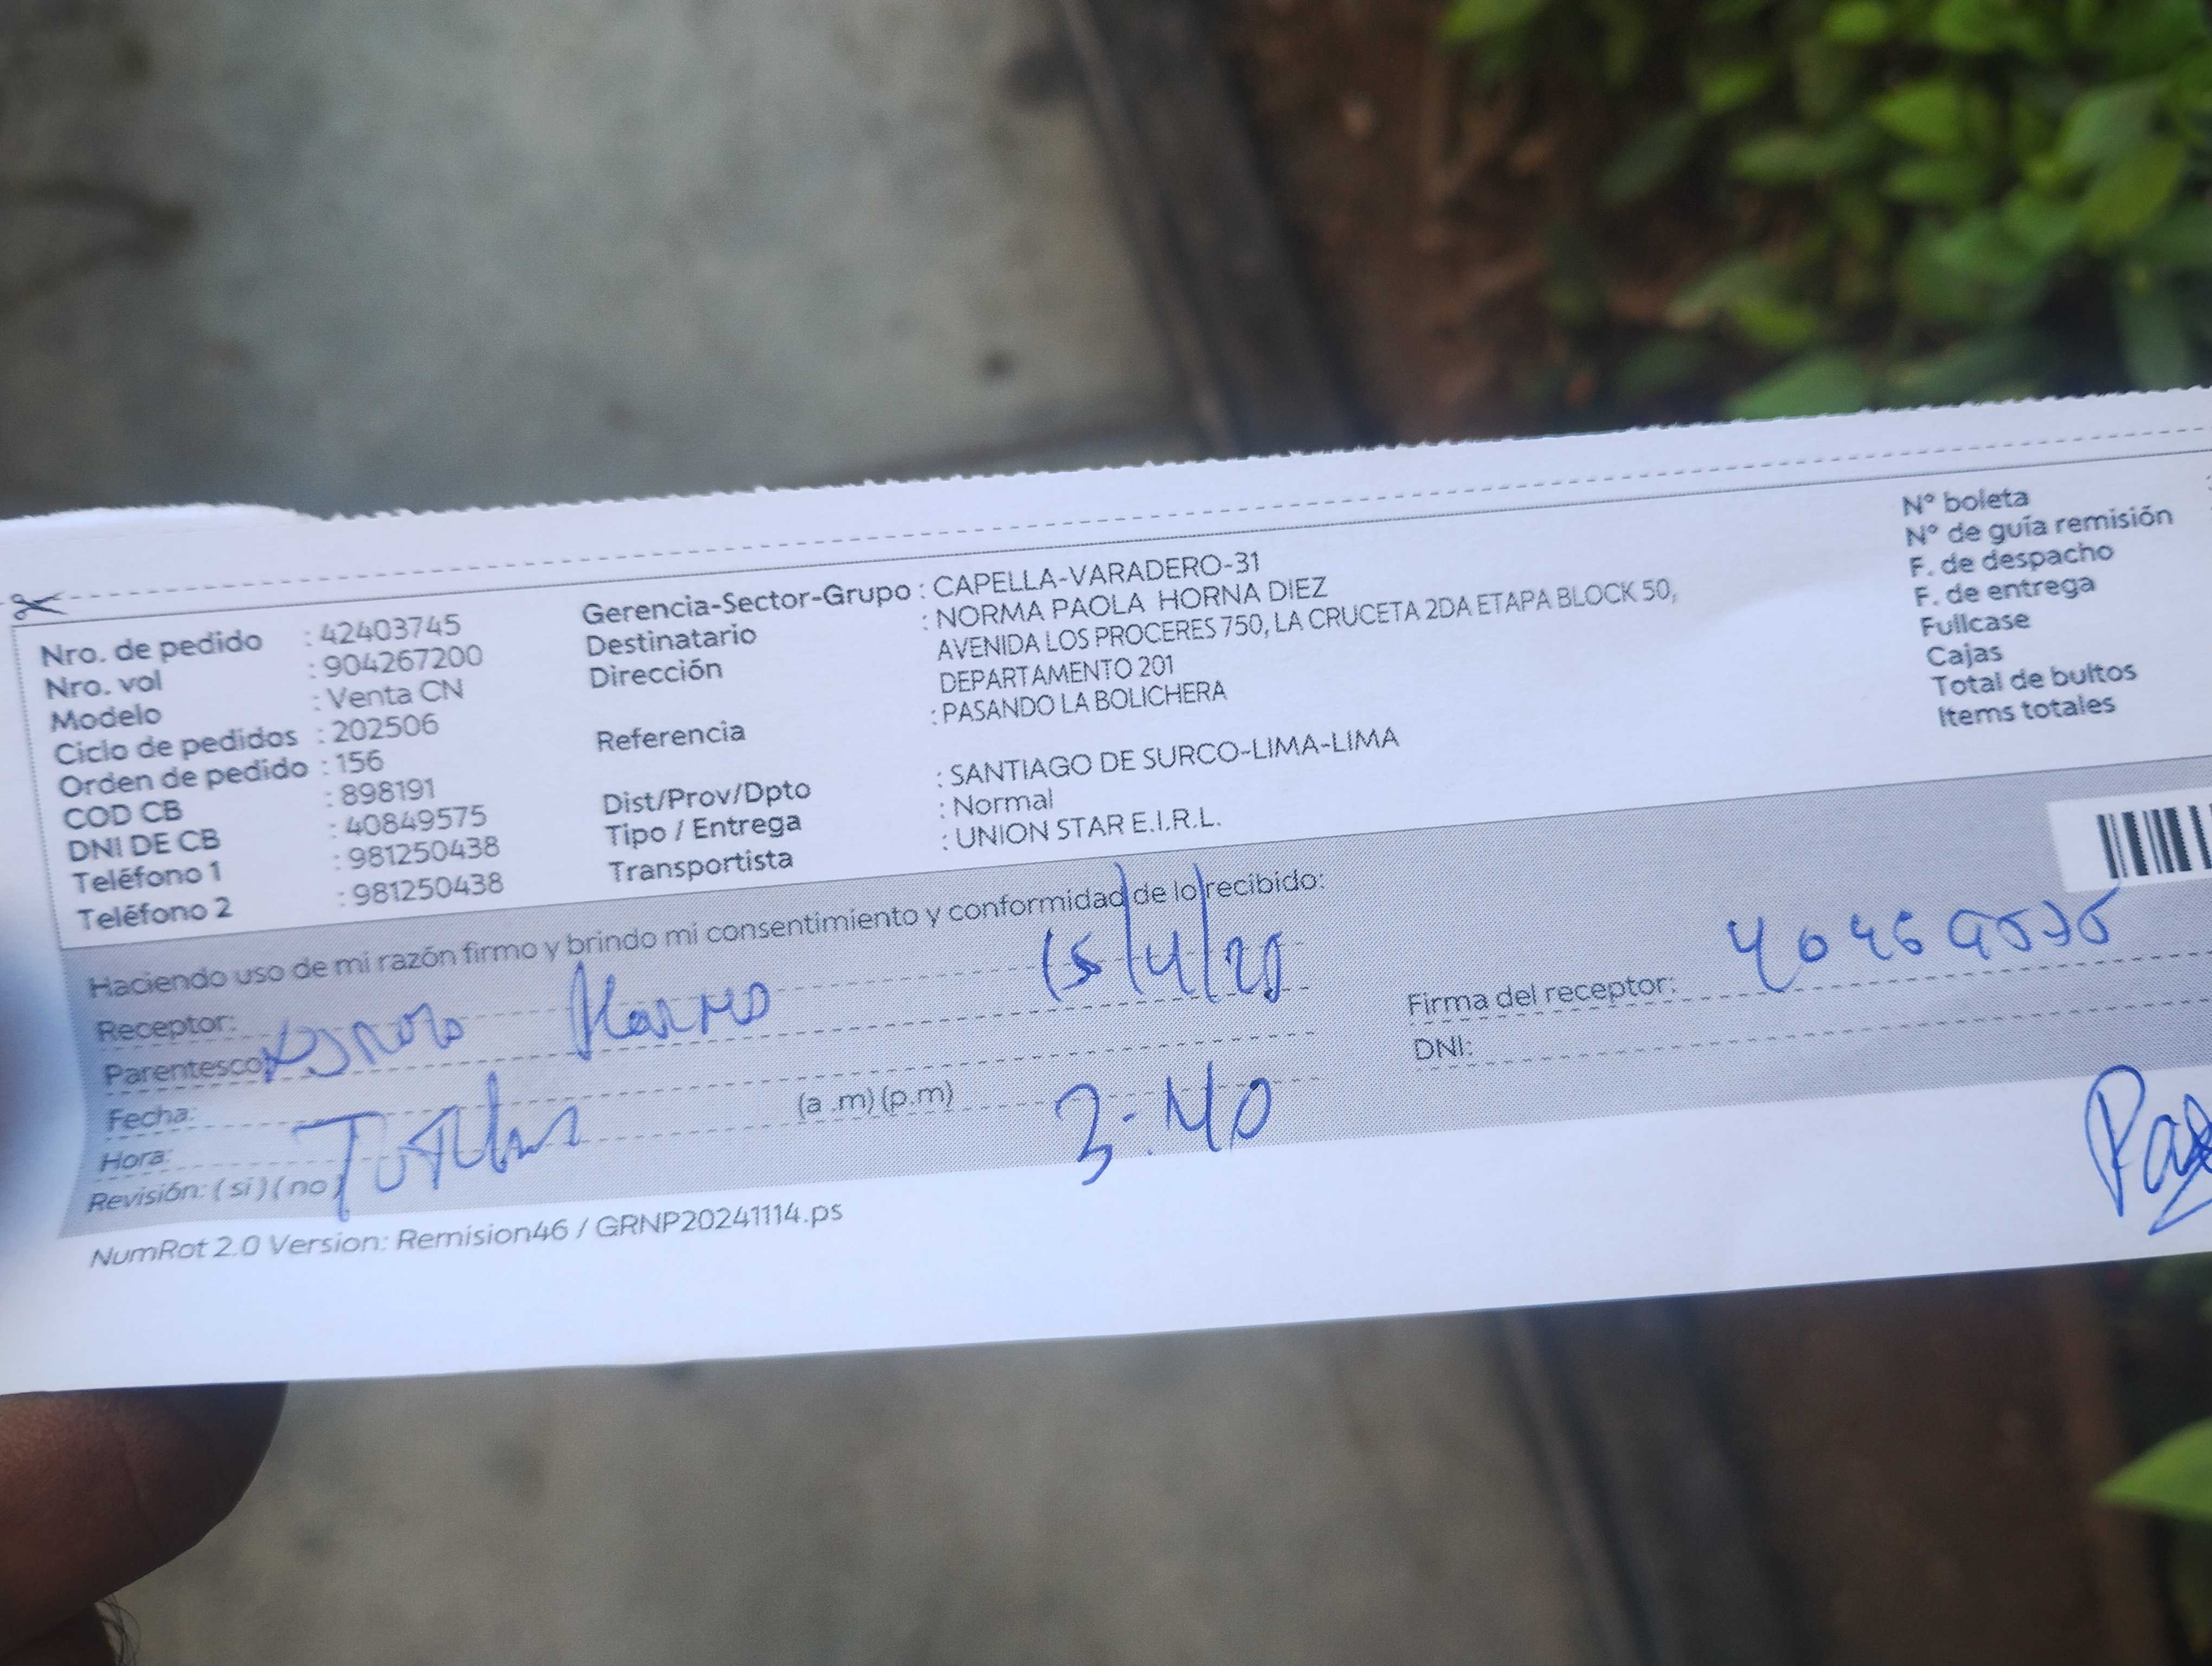 Nro. de pedido : 42403745
Nro. vol : 904267200
Modelo : Venta CN
Ciclo de pedidos : 202506
Orden de pedido : 156
COD CB : 898191
DNI DE CB : 40849575
Teléfono 1 : 981250438
Teléfono 2 : 981250438
Gerencia-Sector-Grupo : CAPELLA-VARADERO-31
Destinatario : NORMA PAOLA HORNA DIEZ
Dirección AVENIDA LOS PROCERES 750, LA CRUCETA 2DA ETAPA BLOCK 50,
DEPARTAMENTO 201
Referencia : PASANDO LA BOLICHERA
Dist/Prov/Dpto : SANTIAGO DE SURCO-LIMA-LIMA
Tipo / Entrega : Normal
Transportista : UNION STAR E.I.R.L.
N° boleta
N° de guía remisión
F. de despacho
F. de entrega
Fullcase
Cajas
Total de bultos
Items totales
Haciendo uso de mi razón firmo y brindo mi consentimiento y conformidad de lo recibido:
Receptor:
Parentesco:
15/4/25
Fecha:
Hora: (a .m) (p.m)
3:40
Revisión: ( si ) ( no )
Titular
Firma del receptor:
DNI:
NumRot 2.0 Version: Remision46 / GRNP20241114.ps